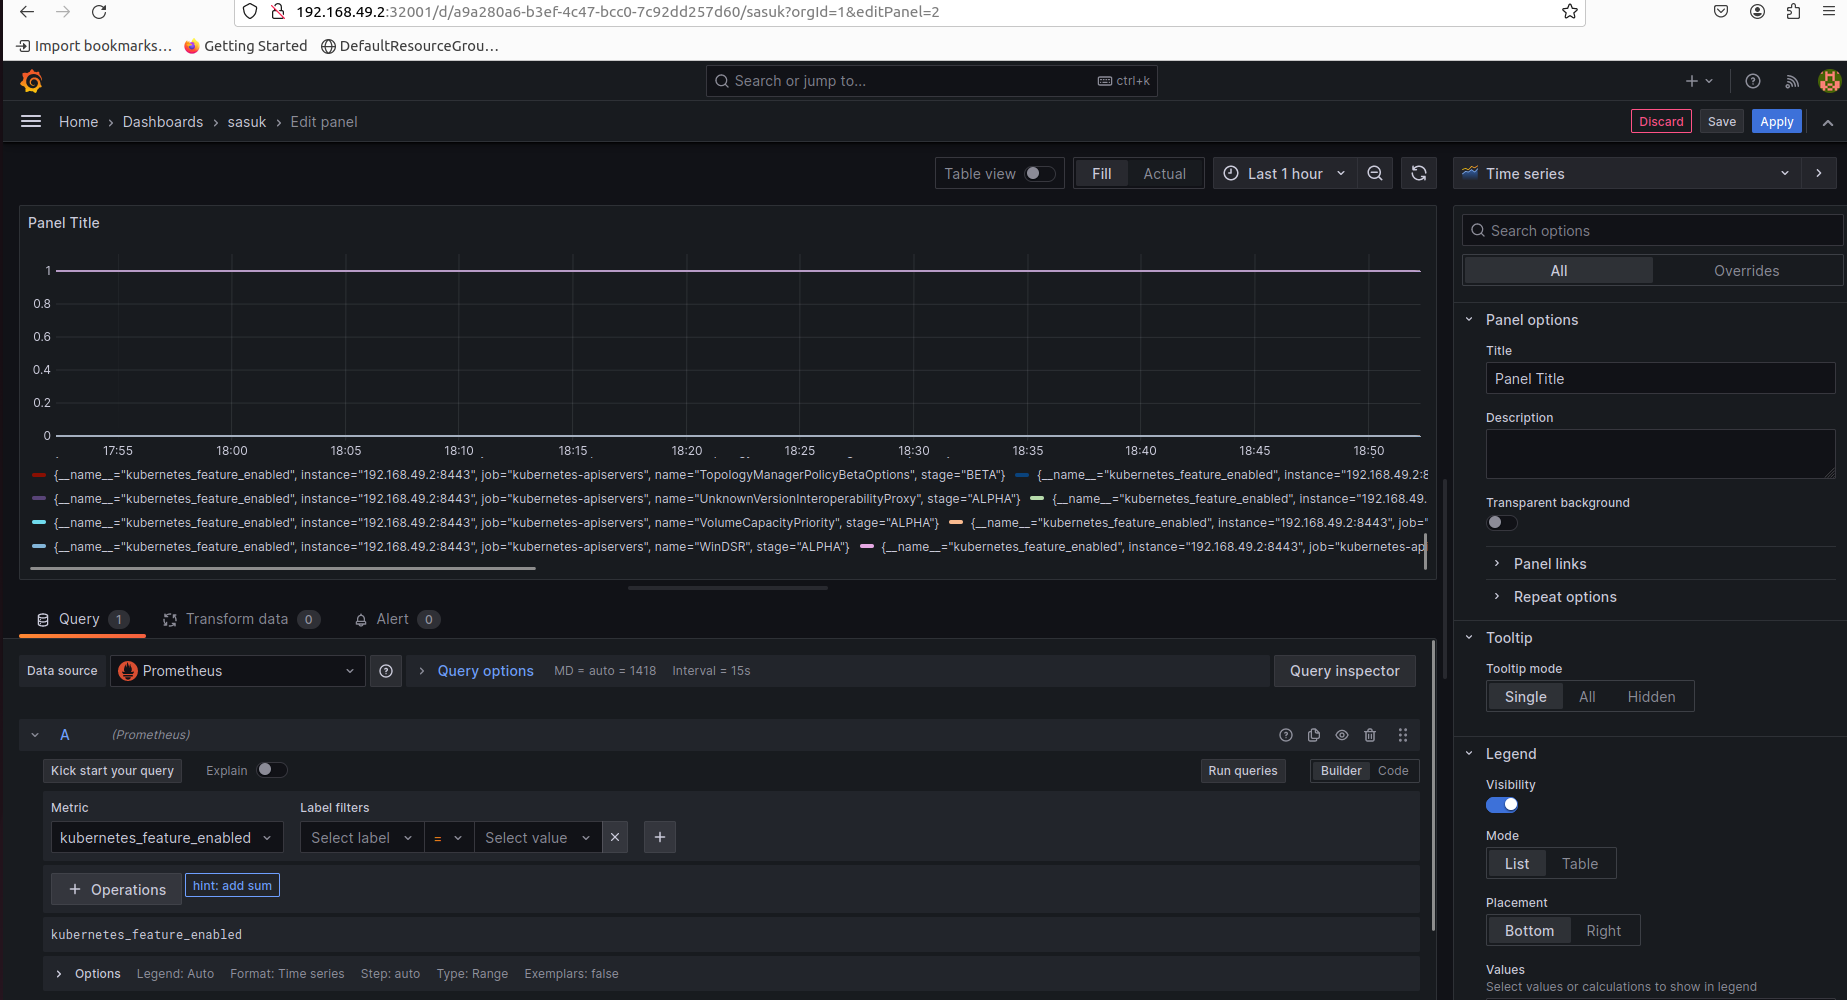 192.168.49.2:32001/d/a9a280a6-b3ef-4c47-bcc0-7c92dd257d60/sasuk?orgId=1&editPanel=2
Import bookmarks... Getting Started DefaultResourceGrou...
Search or jump to... ctrl+k
Home › Dashboards › sasuk › Edit panel Discard Save Apply
Table view Fill Actual Last 1 hour Time series
Panel Title
Search options
All Overrides
1
0.8
0.6
0.4
0.2
0
17:55 18:00 18:05 18:10 18:15 18:20 18:25 18:30 18:35 18:40 18:45 18:50
{__name__="kubernetes_feature_enabled", instance="192.168.49.2:8443", job="kubernetes-apiservers", name="TopologyManagerPolicyBetaOptions", stage="BETA"} {__name__="kubernetes_feature_enabled", instance="192.168.49.2:8
{__name__="kubernetes_feature_enabled", instance="192.168.49.2:8443", job="kubernetes-apiservers", name="UnknownVersionInteroperabilityProxy", stage="ALPHA"} {__name__="kubernetes_feature_enabled", instance="192.168.49.
{__name__="kubernetes_feature_enabled", instance="192.168.49.2:8443", job="kubernetes-apiservers", name="VolumeCapacityPriority", stage="ALPHA"} {__name__="kubernetes_feature_enabled", instance="192.168.49.2:8443", job="
{__name__="kubernetes_feature_enabled", instance="192.168.49.2:8443", job="kubernetes-apiservers", name="WinDSR", stage="ALPHA"} {__name__="kubernetes_feature_enabled", instance="192.168.49.2:8443", job="kubernetes-ap
Panel options
Title
Panel Title
Description
Transparent background
Panel links
Repeat options
Query 1 Transform data 0 Alert 0
Data source Prometheus Query options MD = auto = 1418 Interval = 15s Query inspector
A (Prometheus)
Kick start your query Explain Run queries Builder Code
Metric Label filters
kubernetes_feature_enabled Select label = Select value
+ Operations hint: add sum
kubernetes_feature_enabled
Options Legend: Auto Format: Time series Step: auto Type: Range Exemplars: false
Tooltip
Tooltip mode
Single All Hidden
Legend
Visibility
Mode
List Table
Placement
Bottom Right
Values
Select values or calculations to show in legend